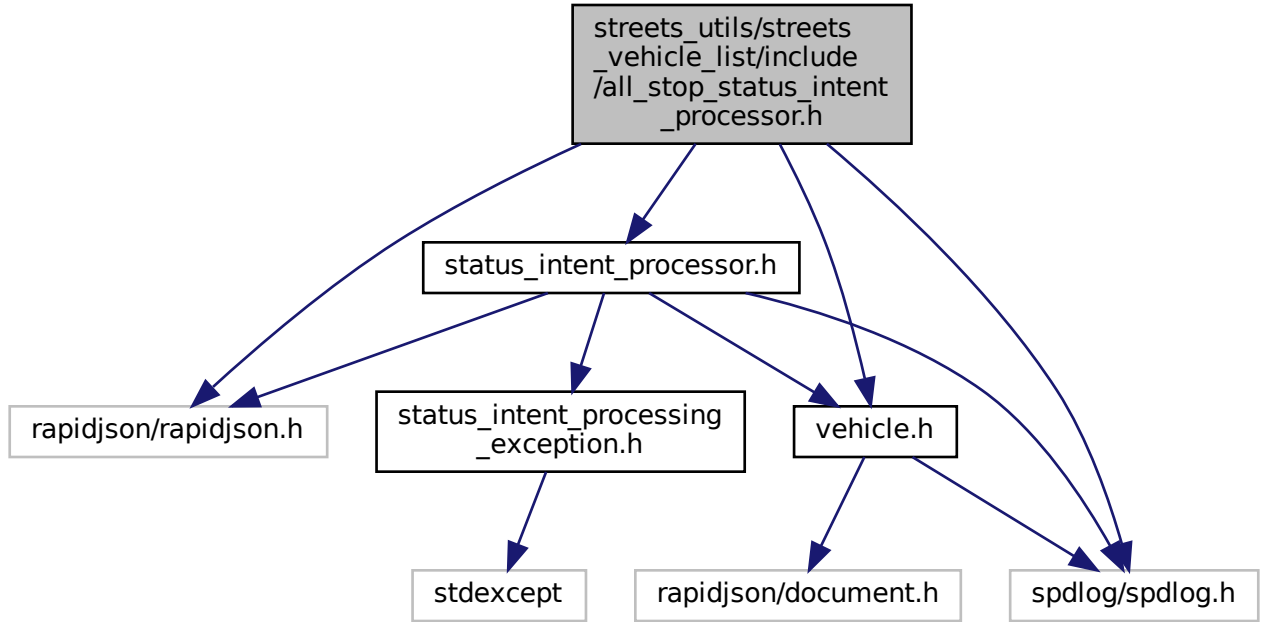 streets_utils/streets
_vehicle_list/include
/all_stop_status_intent
_processor.h
status_intent_processor.h
rapidjson/rapidjson.h
status_intent_processing
_exception.h
vehicle.h
stdexcept
rapidjson/document.h
spdlog/spdlog.h